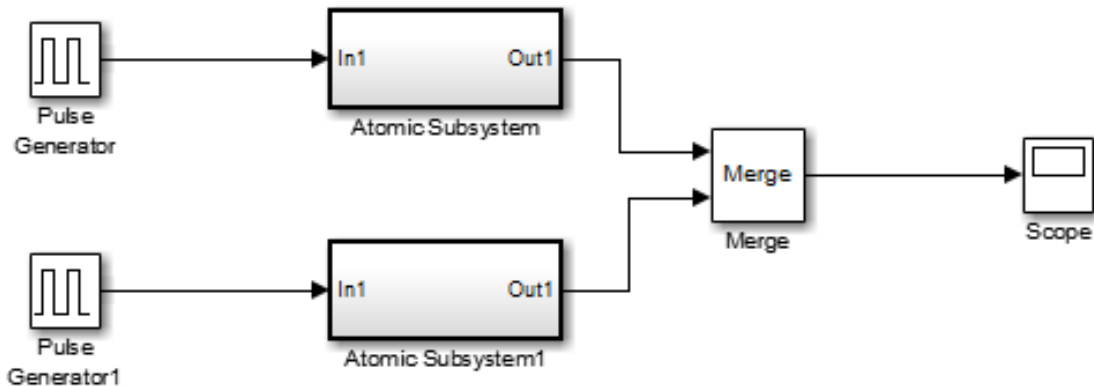 In1
Out1
Pulse
Generator
Atomic Subsystem
Merge
Merge
Scope
In1
Out1
Pulse
Generator1
Atomic Subsystem1